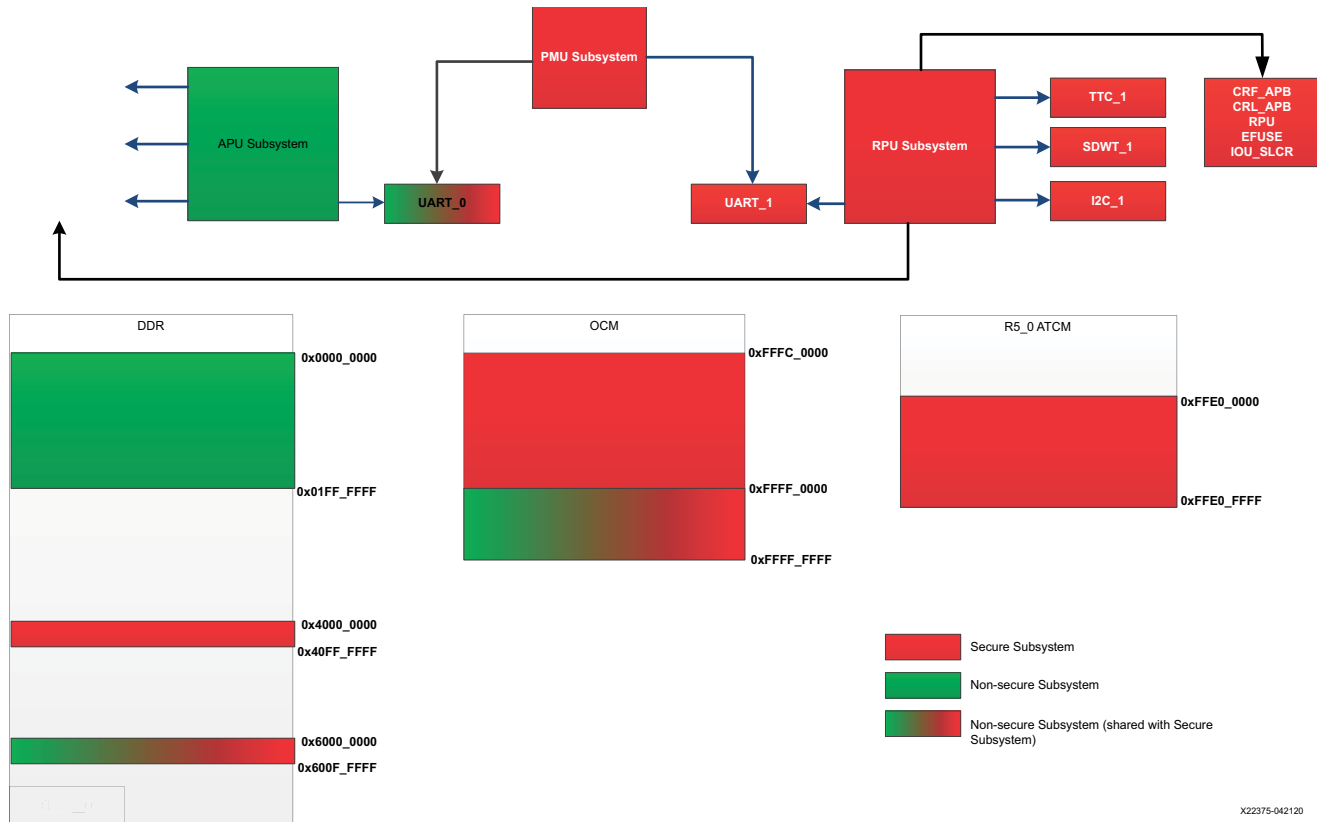 PMU Subsystem
APU Subsystem
RPU Subsystem
TTC_1
SDWT_1
I2C_1
CRF_APB
CRL_APB
RPU
EFUSE
IOU_SLCR
UART_0
UART_1
DDR
0x0000_0000
0x01FF_FFFF
0x4000_0000
0x40FF_FFFF
0x6000_0000
0x600F_FFFF
OCM
0xFFFC_0000
0xFFFF_0000
0xFFFF_FFFF
R5_0 ATCM
0xFFE0_0000
0xFFE0_FFFF
Secure Subsystem
Non-secure Subsystem
Non-secure Subsystem (shared with Secure
Subsystem)
X22375-042120